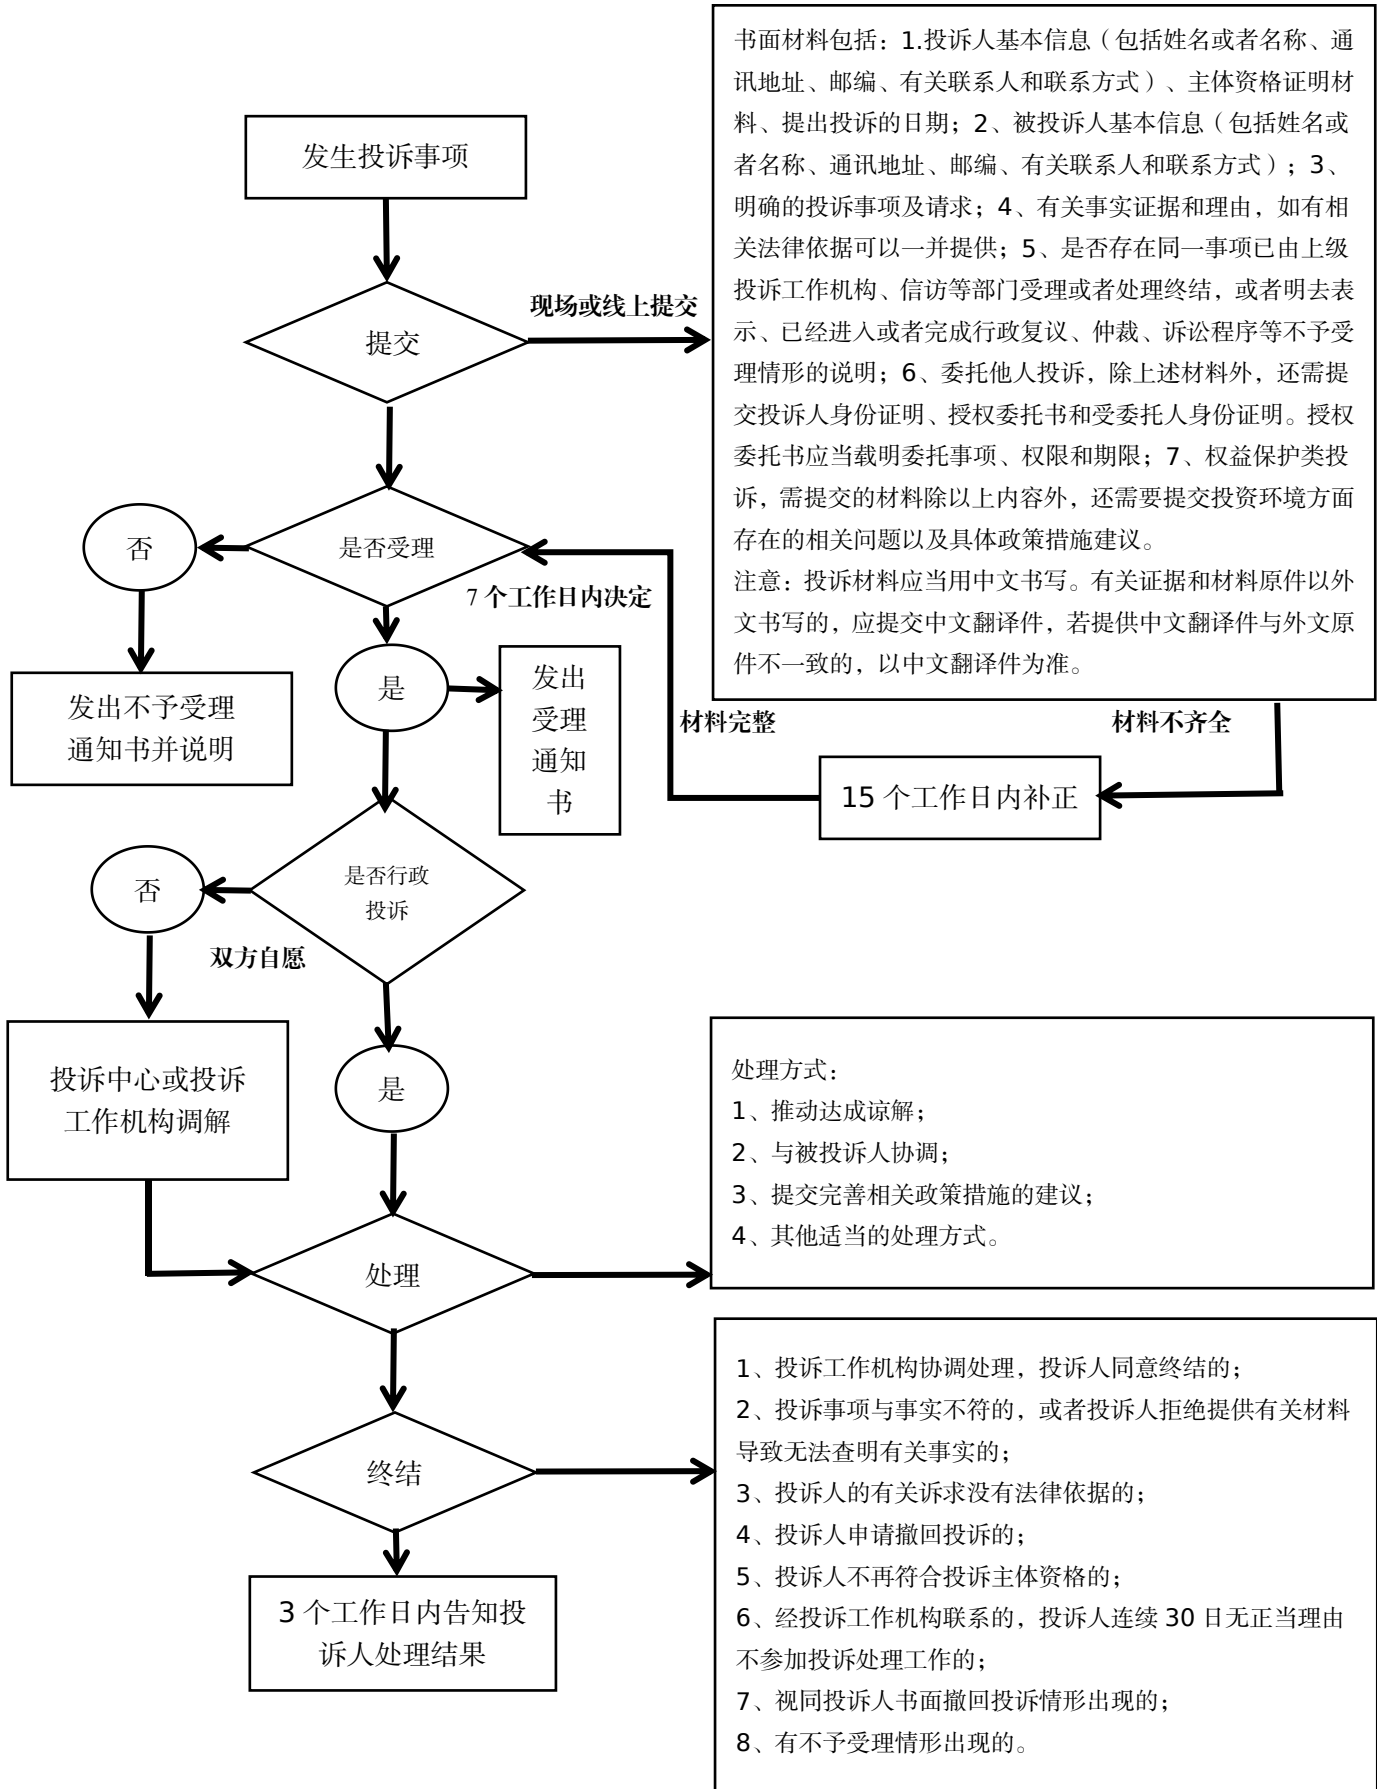 发生投诉事项
提交
现场或线上提交
书面材料包括：1.投诉人基本信息（包括姓名或者名称、通
讯地址、邮编、有关联系人和联系方式）、主体资格证明材
料、提出投诉的日期；2、被投诉人基本信息（包括姓名或
者名称、通讯地址、邮编、有关联系人和联系方式）；3、
明确的投诉事项及请求；4、有关事实证据和理由，如有相
关法律依据可以一并提供；5、是否存在同一事项已由上级
投诉工作机构、信访等部门受理或者处理终结，或者明去表
示、已经进入或者完成行政复议、仲裁、诉讼程序等不予受
理情形的说明；6、委托他人投诉，除上述材料外，还需提
交投诉人身份证明、授权委托书和受委托人身份证明。授权
委托书应当载明委托事项、权限和期限；7、权益保护类投
诉，需提交的材料除以上内容外，还需要提交投资环境方面
存在的相关问题以及具体政策措施建议。
注意：投诉材料应当用中文书写。有关证据和材料原件以外
文书写的，应提交中文翻译件，若提供中文翻译件与外文原
件不一致的，以中文翻译件为准。
材料完整
材料不齐全
15 个工作日内补正
是否受理
7 个工作日内决定
否
发出不予受理
通知书并说明
是
发出
受理
通知
书
是否行政
投诉
否
双方自愿
投诉中心或投诉
工作机构调解
是
处理
处理方式：
1、推动达成谅解；
2、与被投诉人协调；
3、提交完善相关政策措施的建议；
4、其他适当的处理方式。
终结
1、投诉工作机构协调处理，投诉人同意终结的；
2、投诉事项与事实不符的，或者投诉人拒绝提供有关材料
导致无法查明有关事实的；
3、投诉人的有关诉求没有法律依据的；
4、投诉人申请撤回投诉的；
5、投诉人不再符合投诉主体资格的；
6、经投诉工作机构联系的，投诉人连续 30 日无正当理由
不参加投诉处理工作的；
7、视同投诉人书面撤回投诉情形出现的；
8、有不予受理情形出现的。
3 个工作日内告知投
诉人处理结果